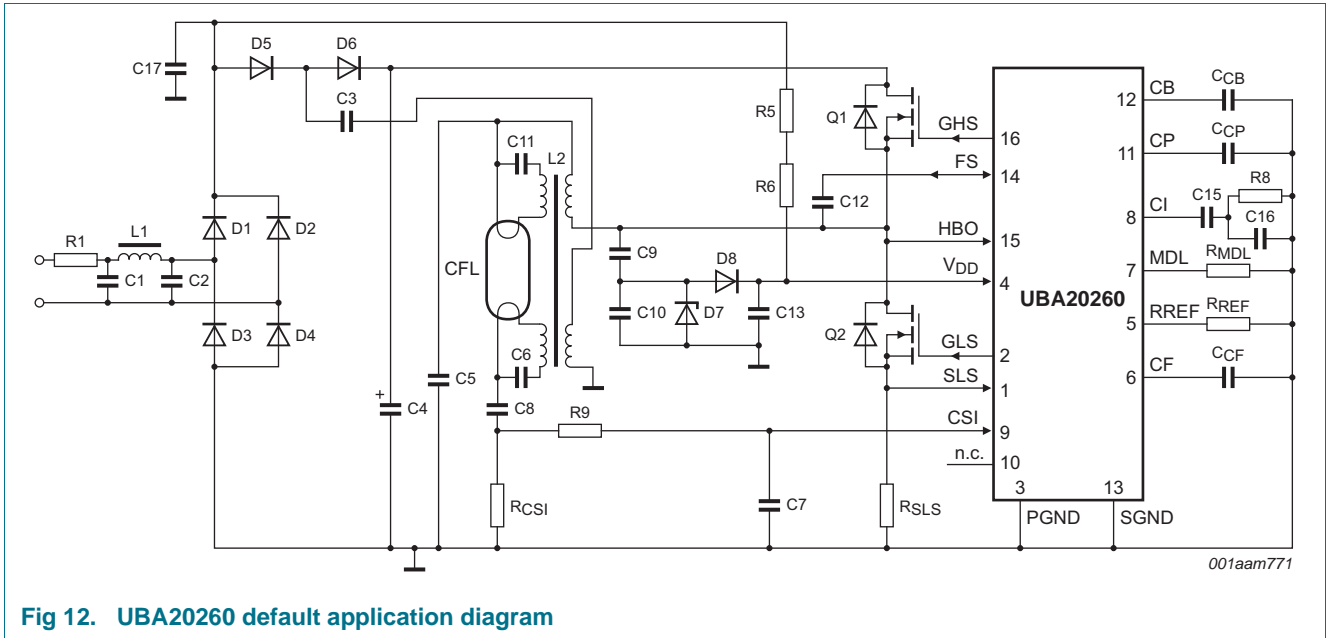 C17
D5
D6
C3
R5
R6
Q1
GHS
16
FS
14
C12
12
CB
CCB
11
CP
CCP
8
CI
C15
R8
C16
7
MDL
RMDL
5
RREF
RREF
6
CF
CCF
C11
L2
R1
L1
C1
C2
D1
D2
D3
D4
CFL
C9
D8
C10
D7
C13
HBO
15
VDD
4
UBA20260
Q2
GLS
2
SLS
1
C6
C5
+
C4
C8
R9
CSI
9
n.c.
10
RCSI
C7
RSLS
3
13
PGND
SGND
001aam771
Fig 12. UBA20260 default application diagram